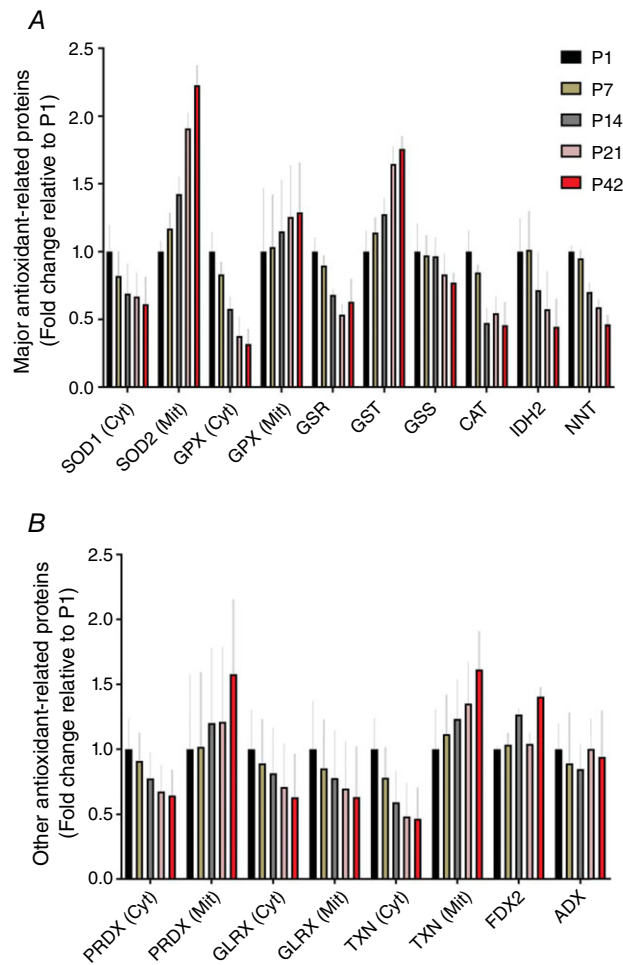 A
Major antioxidant-related proteins
(Fold change relative to P1)
2.5
2.0
1.5
1.0
0.5
0.0
P1
P7
P14
P21
P42
SOD1 (Cyt)
SOD2 (Mit)
GPX (Cyt)
GPX (Mit)
GSR
GST
GSS
CAT
IDH2
NNT
B
Other antioxidant-related proteins
(Fold change relative to P1)
2.5
2.0
1.5
1.0
0.5
0.0
PRDX (Cyt)
PRDX (Mit)
GLRX (Cyt)
GLRX (Mit)
TXN (Cyt)
TXN (Mit)
FDX2
ADX